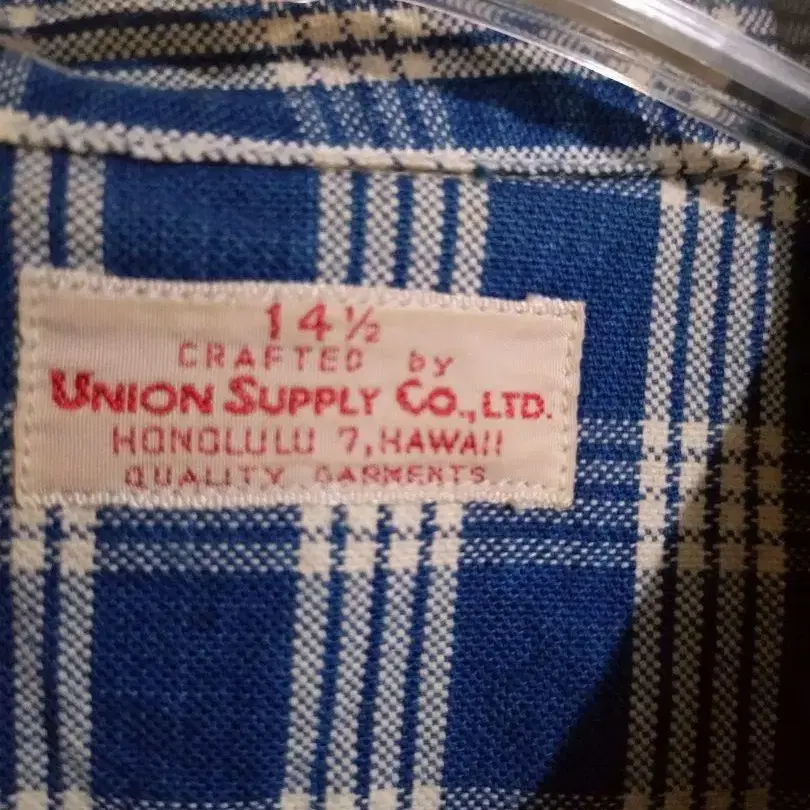 14½
CRAFTED by
UNION SUPPLY CO., LTD.
HONOLULU 7, HAWAII
QUALITY GARMENTS